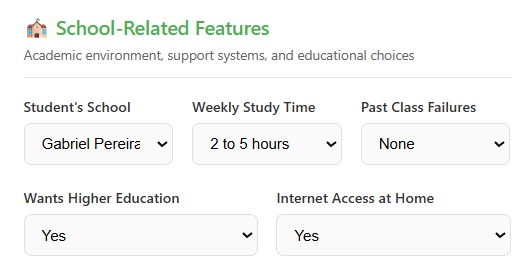 School-Related Features
Academic environment, support systems, and educational choices
Student's School Weekly Study Time Past Class Failures
Gabriel Pereira 2 to 5 hours None
Wants Higher Education Internet Access at Home
Yes Yes